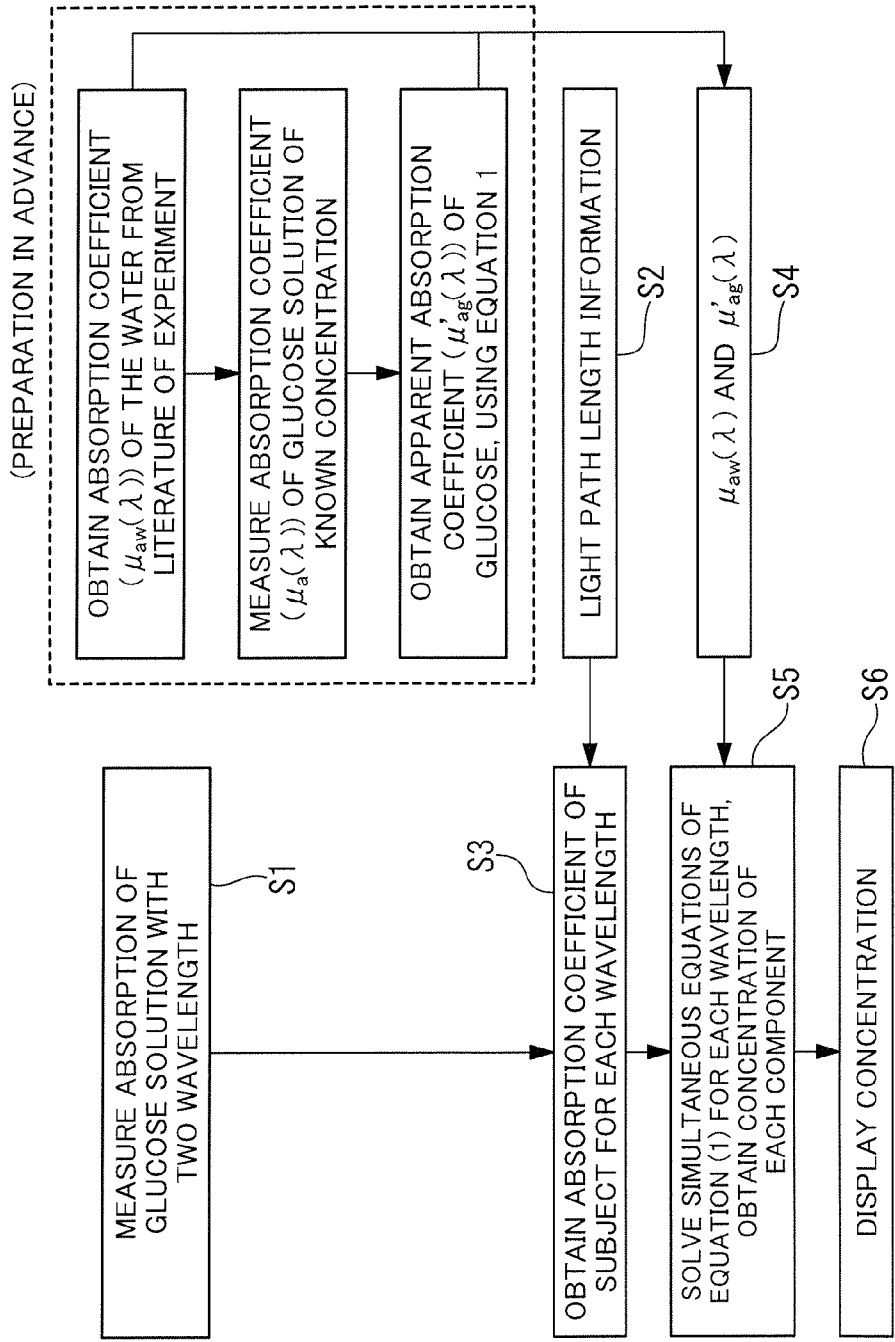 (PREPARATION IN ADVANCE)
OBTAIN ABSORPTION COEFFICIENT
(μaw(λ)) OF THE WATER FROM
LITERATURE OF EXPERIMENT
MEASURE ABSORPTION COEFFICIENT
(μa(λ)) OF GLUCOSE SOLUTION OF
KNOWN CONCENTRATION
OBTAIN APPARENT ABSORPTION
COEFFICIENT (μ'ag(λ)) OF
GLUCOSE, USING EQUATION 1
MEASURE ABSORPTION OF
GLUCOSE SOLUTION WITH
TWO WAVELENGTH
S1
LIGHT PATH LENGTH INFORMATION
S2
S3
OBTAIN ABSORPTION COEFFICIENT OF
SUBJECT FOR EACH WAVELENGTH
μaw(λ) AND μ'ag(λ)
S4
SOLVE SIMULTANEOUS EQUATIONS OF
EQUATION (1) FOR EACH WAVELENGTH,
OBTAIN CONCENTRATION OF
EACH COMPONENT
S5
DISPLAY CONCENTRATION
S6